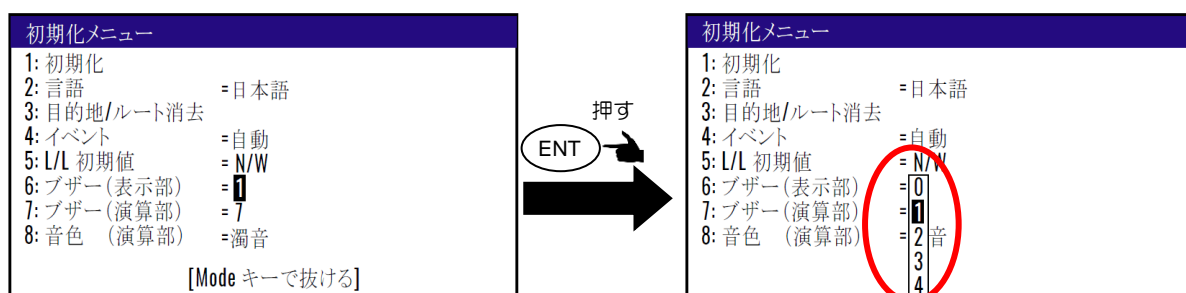 初期化メニュー
1: 初期化
2: 言語 =日本語
3: 目的地/ルート消去
4: イベント =自動
5: L/L 初期値 = N/W
6: ブザー(表示部) = 1
7: ブザー(演算部) = 7
8: 音色 (演算部) =濁音
[Mode キーで抜ける]
押す
ENT
初期化メニュー
1: 初期化
2: 言語 =日本語
3: 目的地/ルート消去
4: イベント =自動
5: L/L 初期値 = N/W
6: ブザー(表示部) = 0
7: ブザー(演算部) = 1
8: 音色 (演算部) = 2 音
3
4